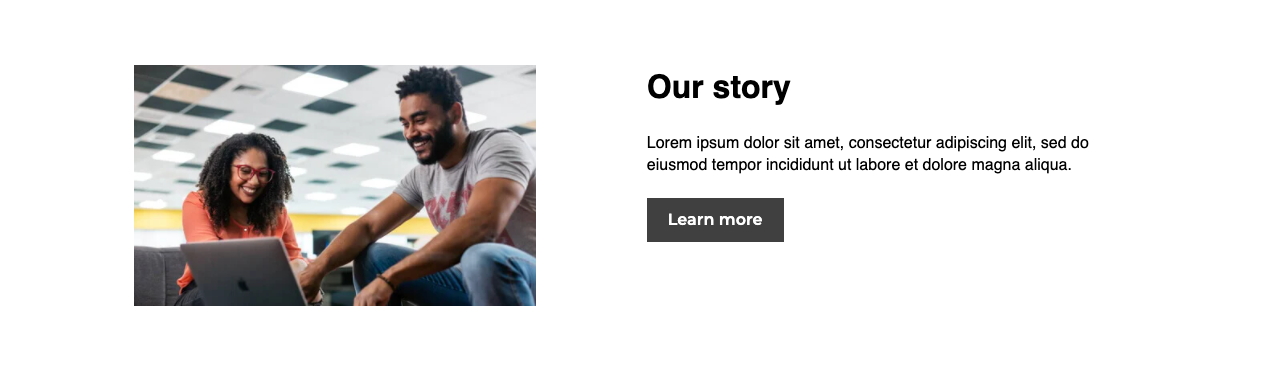 Our story
Lorem ipsum dolor sit amet, consectetur adipiscing elit, sed do
eiusmod tempor incididunt ut labore et dolore magna aliqua.
Learn more